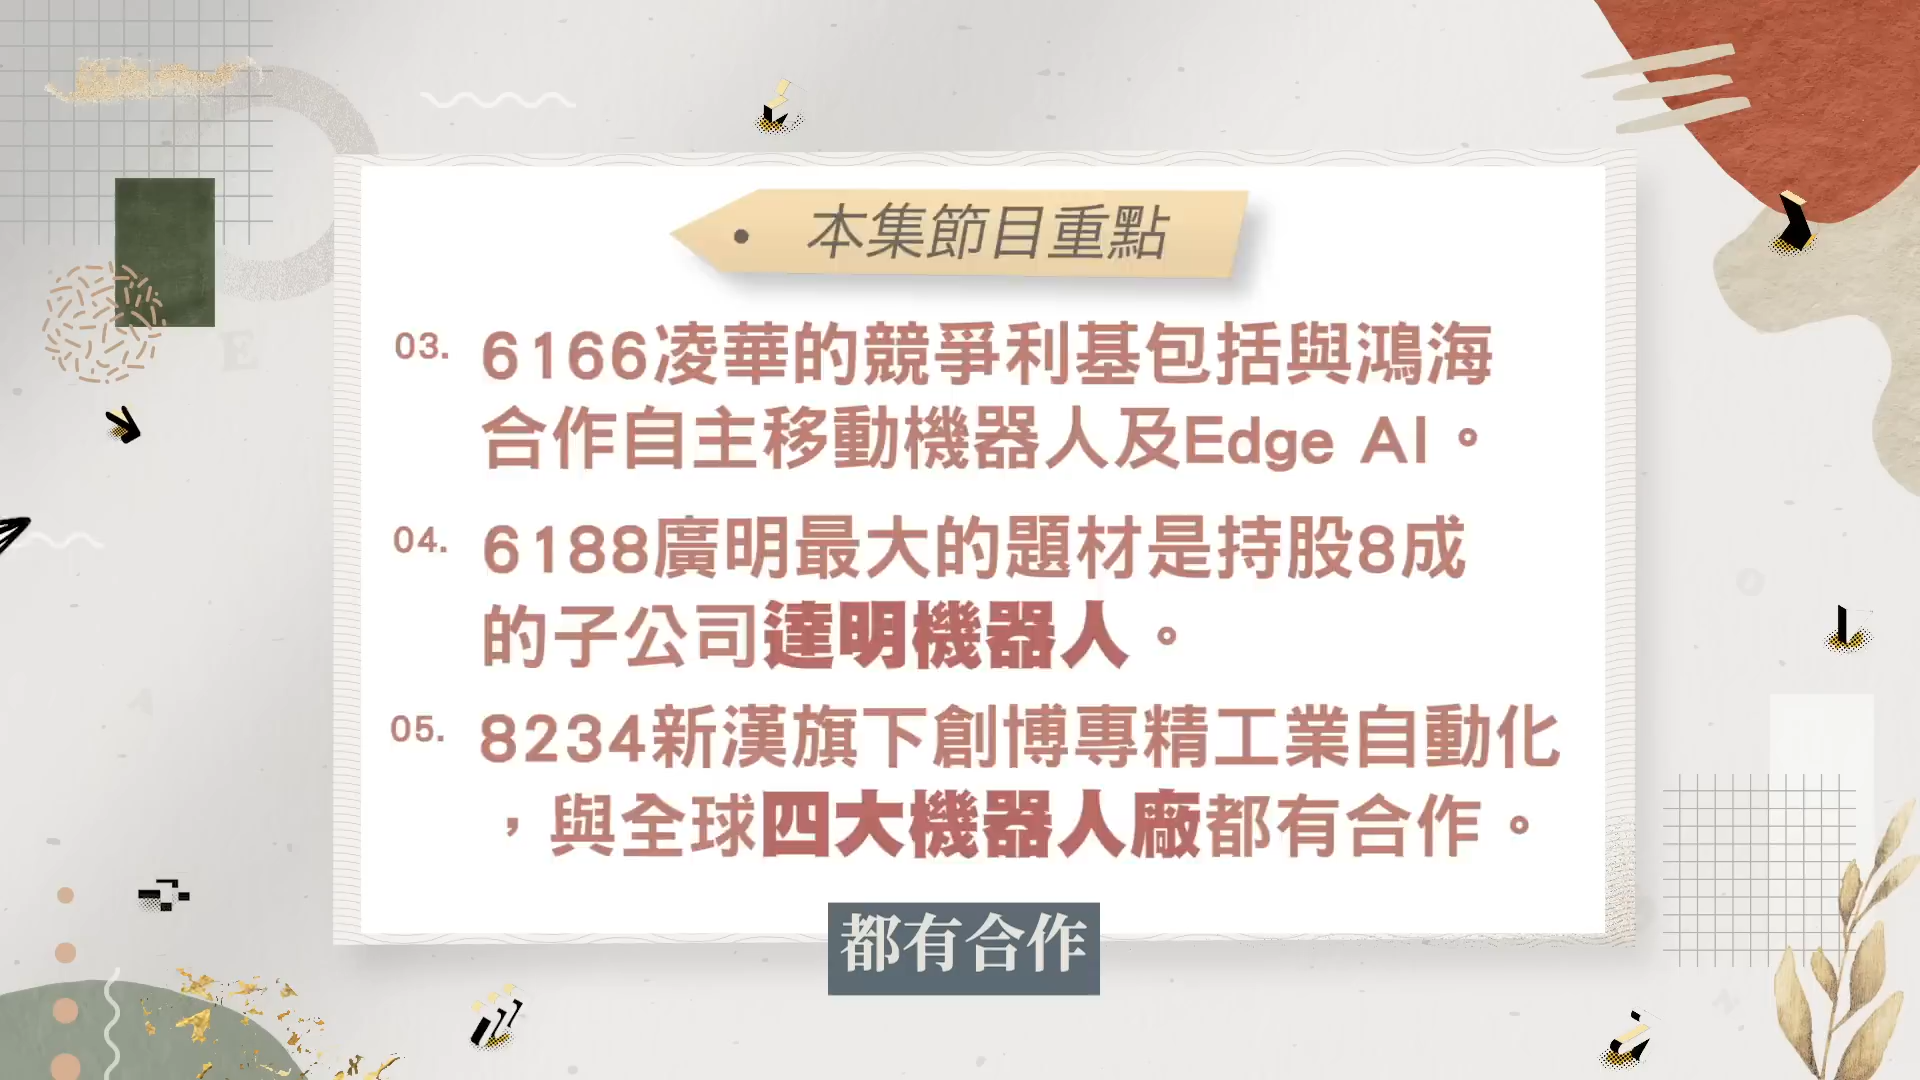 本集節目重點
03. 6166凌華的競爭利基包括與鴻海
合作自主移動機器人及Edge AI。
04. 6188廣明最大的題材是持股8成
的子公司達明機器人。
05. 8234新漢旗下創博專精工業自動化
，與全球四大機器人廠都有合作。
都有合作